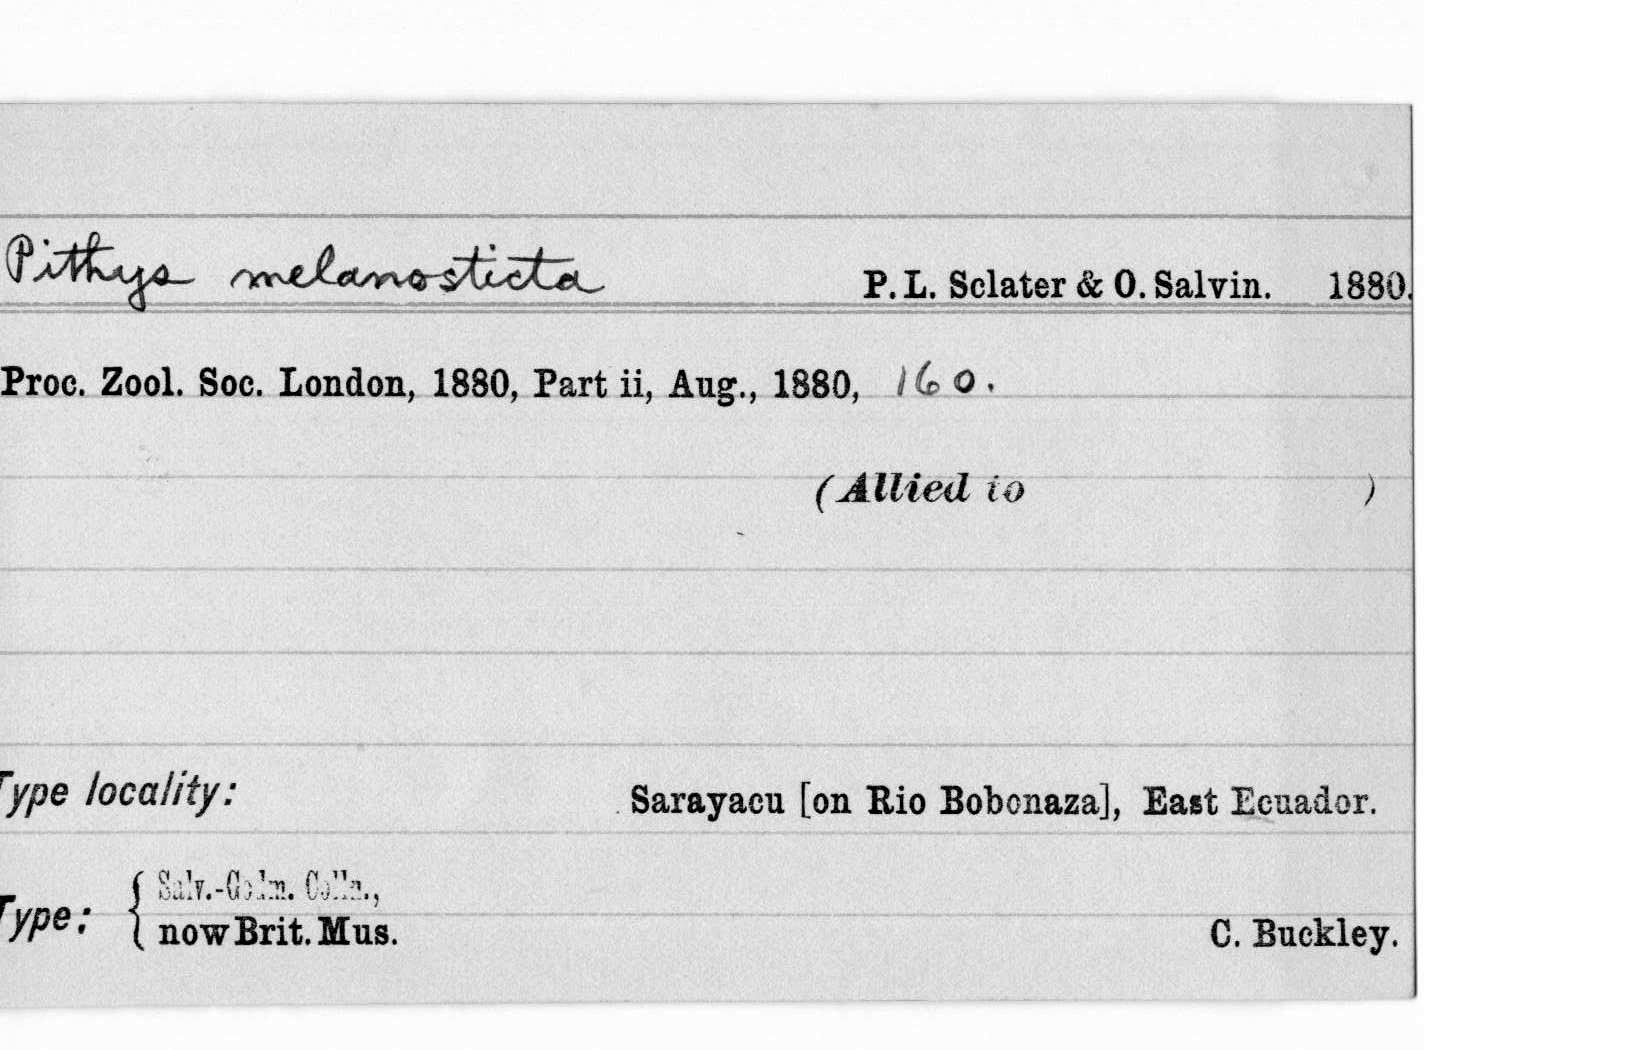 Pithys melanosticta P. L. Sclater & O. Salvin. 1880.
Proc. Zool. Soc. London, 1880, Part ii, Aug., 1880, 160.
(Allied to )
Type locality: Sarayacu [on Rio Bobonaza], East Ecuador.
Salv.-Godm. Colln.,
Type: { now Brit. Mus. C. Buckley.